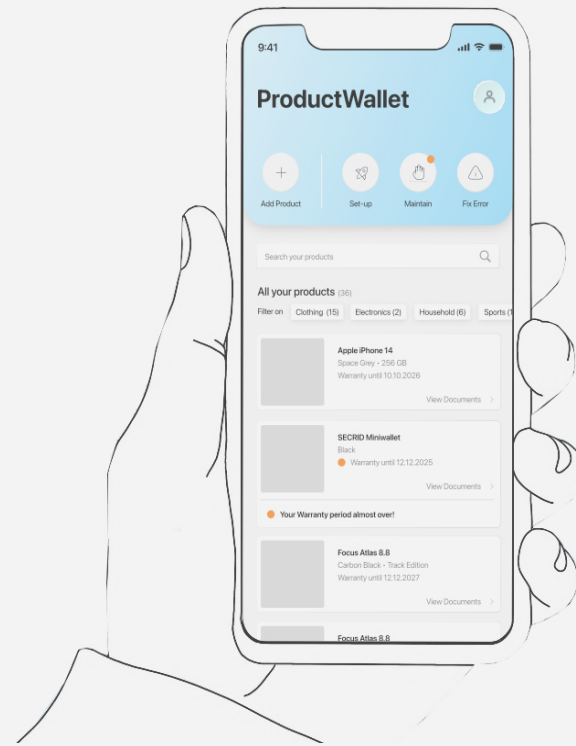 9:41
ProductWallet
Add Product
Set-up
Maintain
Fix Error
Search your products
All your products (36)
Filter on Clothing (15) Electronics (2) Household (6) Sports (1
Apple iPhone 14
Space Grey • 256 GB
Warranty until 10.10.2026
View Documents
SECRID Miniwallet
Black
Warranty until 12.12.2025
View Documents
Your Warranty period almost over!
Focus Atlas 8.8
Carbon Black • Track Edition
Warranty until 12.12.2027
View Documents
Focus Atlas 8.8